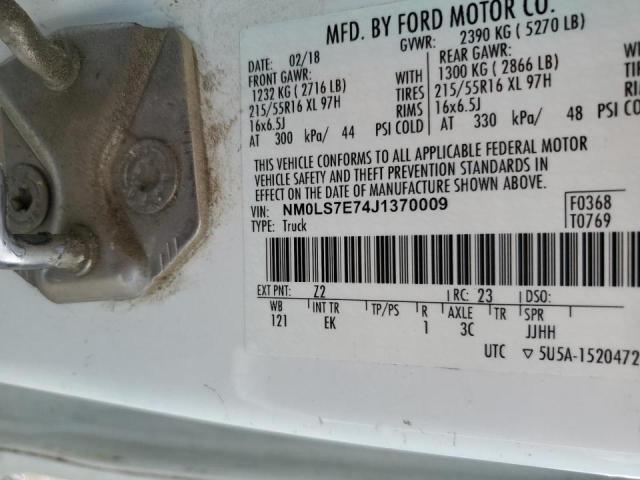 MFD. BY FORD MOTOR CO.
DATE: 02/18 GVWR: 2390 KG ( 5270 LB)
FRONT GAWR: REAR GAWR:
1232 KG ( 2716 LB) WITH 1300 KG ( 2866 LB) WITH
215/55R16 XL 97H TIRES 215/55R16 XL 97H TIRES
16x6.5J RIMS 16x6.5J RIMS
AT 300 kPa/ 44 PSI COLD AT 330 kPa/ 48 PSI COLD
THIS VEHICLE CONFORMS TO ALL APPLICABLE FEDERAL MOTOR
VEHICLE SAFETY AND THEFT PREVENTION STANDARDS IN
EFFECT ON THE DATE OF MANUFACTURE SHOWN ABOVE.
VIN: NM0LS7E74J1370009 F0368
TYPE: Truck T0769
EXT PNT: Z2 RC: 23 DSO:
WB INT TR TP/PS R AXLE TR SPR
121 EK 1 3C JJHH
UTC ▽ 5U5A-1520472